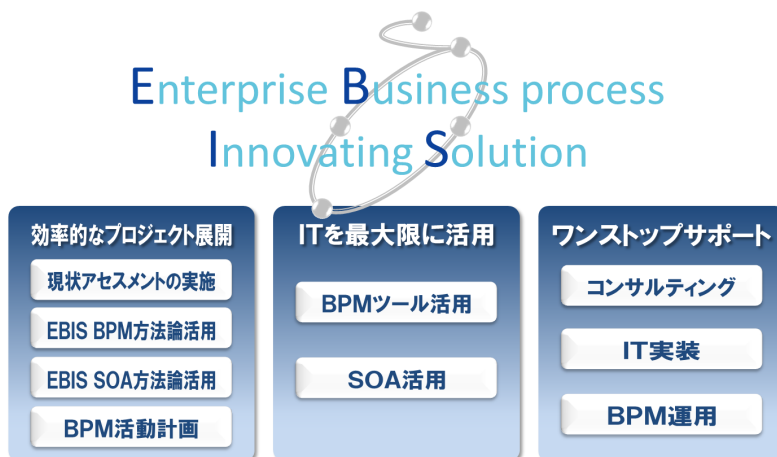 Enterprise Business process
Innovating Solution
効率的なプロジェクト展開
現状アセスメントの実施
EBIS BPM方法論活用
EBIS SOA方法論活用
BPM活動計画
ITを最大限に活用
BPMツール活用
SOA活用
ワンストップサポート
コンサルティング
IT実装
BPM運用